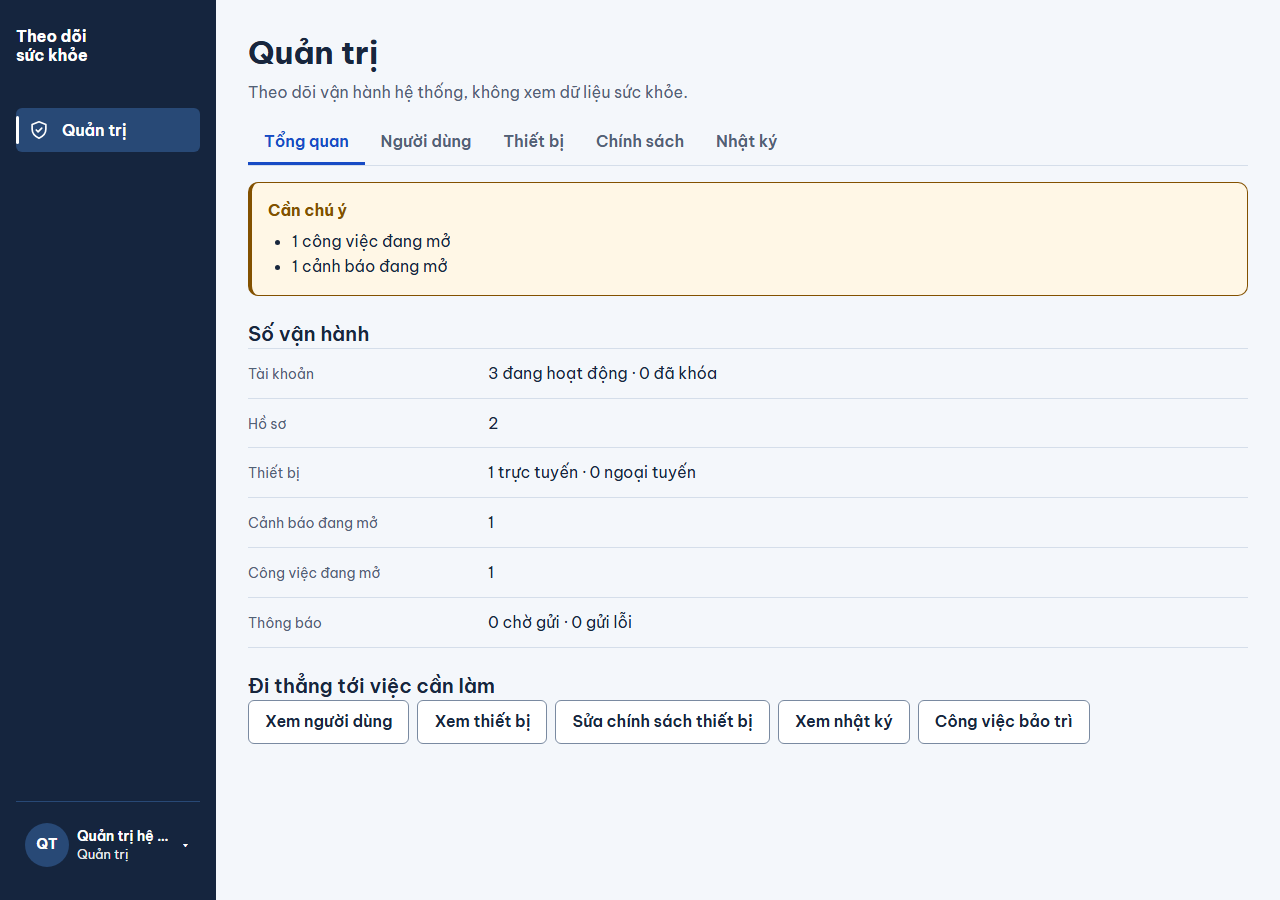 Theo dõi
sức khỏe
Quản trị
Quản trị
Theo dõi vận hành hệ thống, không xem dữ liệu sức khỏe.
Tổng quan Người dùng Thiết bị Chính sách Nhật ký
Cần chú ý
• 1 công việc đang mở
• 1 cảnh báo đang mở
Số vận hành
Tài khoản 3 đang hoạt động · 0 đã khóa
Hồ sơ 2
Thiết bị 1 trực tuyến · 0 ngoại tuyến
Cảnh báo đang mở 1
Công việc đang mở 1
Thông báo 0 chờ gửi · 0 gửi lỗi
Đi thẳng tới việc cần làm
Xem người dùng Xem thiết bị Sửa chính sách thiết bị Xem nhật ký Công việc bảo trì
QT
Quản trị hệ ...
Quản trị